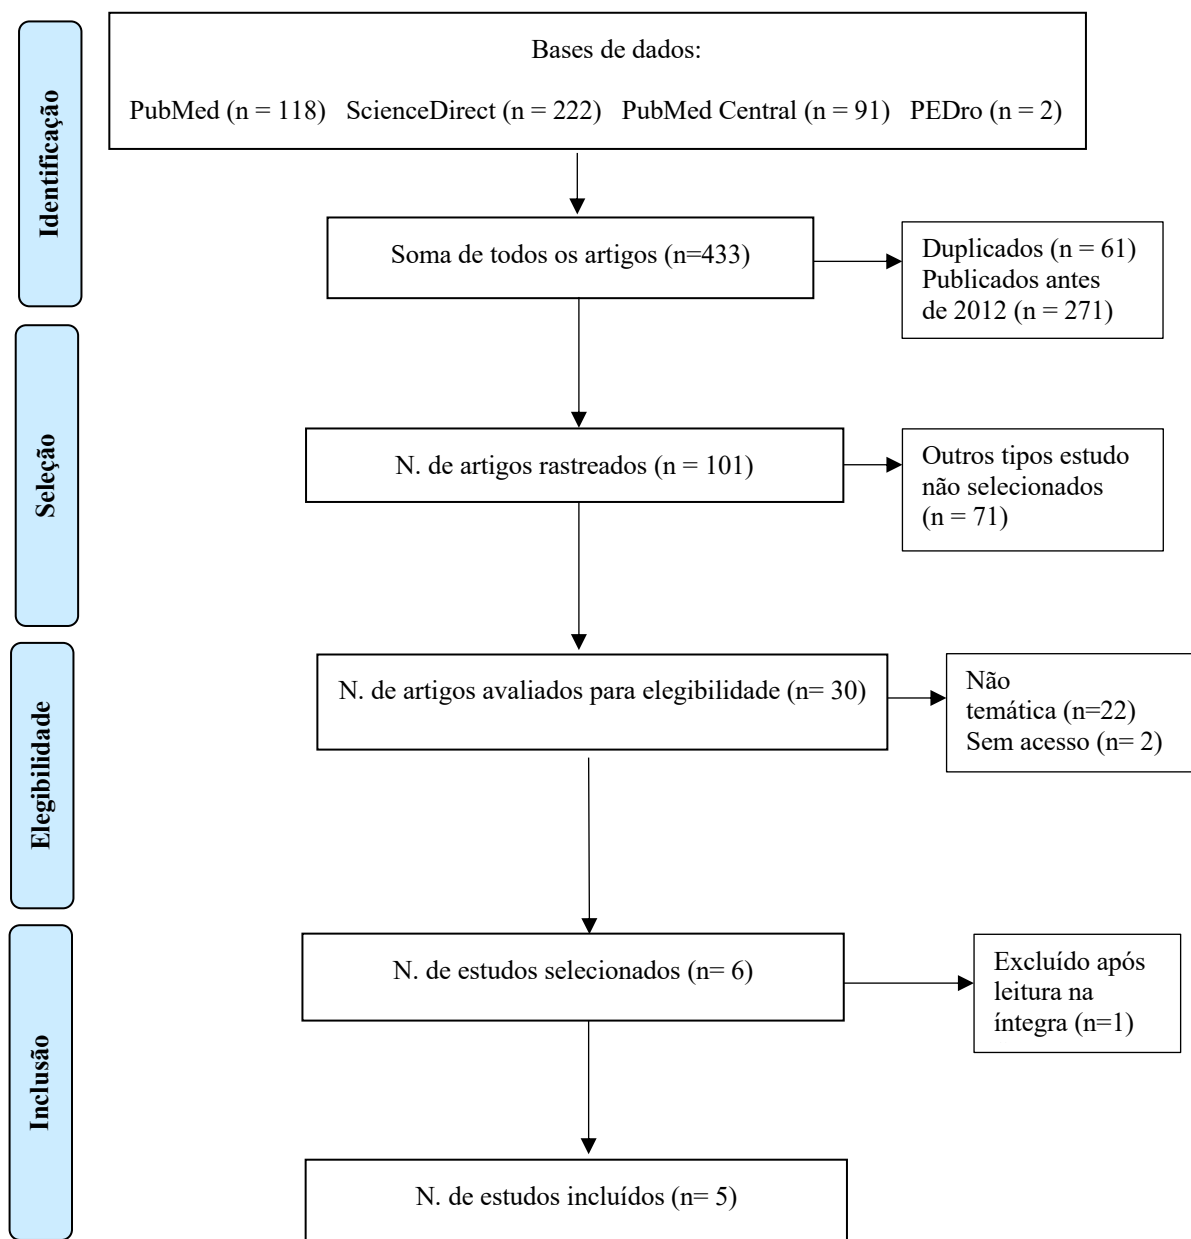 Bases de dados:
PubMed (n = 118) ScienceDirect (n = 222) PubMed Central (n = 91) PEDro (n = 2)
Identificação
Soma de todos os artigos (n=433)
Duplicados (n = 61)
Publicados antes
de 2012 (n = 271)
Seleção
N. de artigos rastreados (n = 101)
Outros tipos estudo
não selecionados
(n = 71)
Elegibilidade
N. de artigos avaliados para elegibilidade (n= 30)
Não
temática (n=22)
Sem acesso (n= 2)
Inclusão
N. de estudos selecionados (n= 6)
Excluído após
leitura na
íntegra (n=1)
N. de estudos incluídos (n= 5)